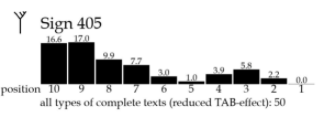 Sign 405
16.6 17.0 9.9 7.7 3.0 1.0 3.9 5.8 2.2 0.0
position 10 9 8 7 6 5 4 3 2 1
all types of complete texts (reduced TAB-effect): 50